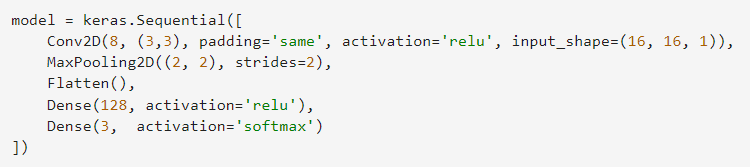 model = keras.Sequential([
    Conv2D(8, (3,3), padding='same', activation='relu', input_shape=(16, 16, 1)),
    MaxPooling2D((2, 2), strides=2),
    Flatten(),
    Dense(128, activation='relu'),
    Dense(3,  activation='softmax')
])